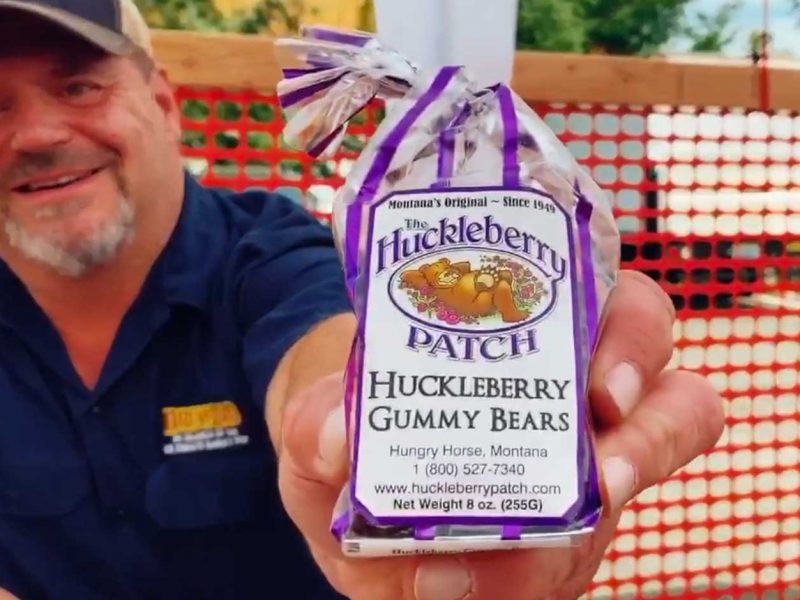 Montana's Original ~ Since 1949
The
Huckleberry
PATCH
HUCKLEBERRY
GUMMY BEARS
Hungry Horse, Montana
1 (800) 527-7340
www.huckleberrypatch.com
Net Weight 8 oz. (255G)